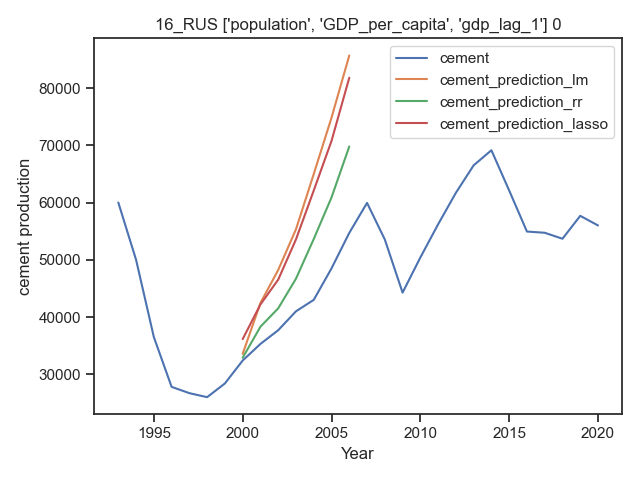 16_RUS ['population', 'GDP_per_capita', 'gdp_lag_1'] 0
cement
cement_prediction_lm
cement_prediction_rr
cement_prediction_lasso
cement production
80000
70000
60000
50000
40000
30000
1995
2000
2005
2010
2015
2020
Year